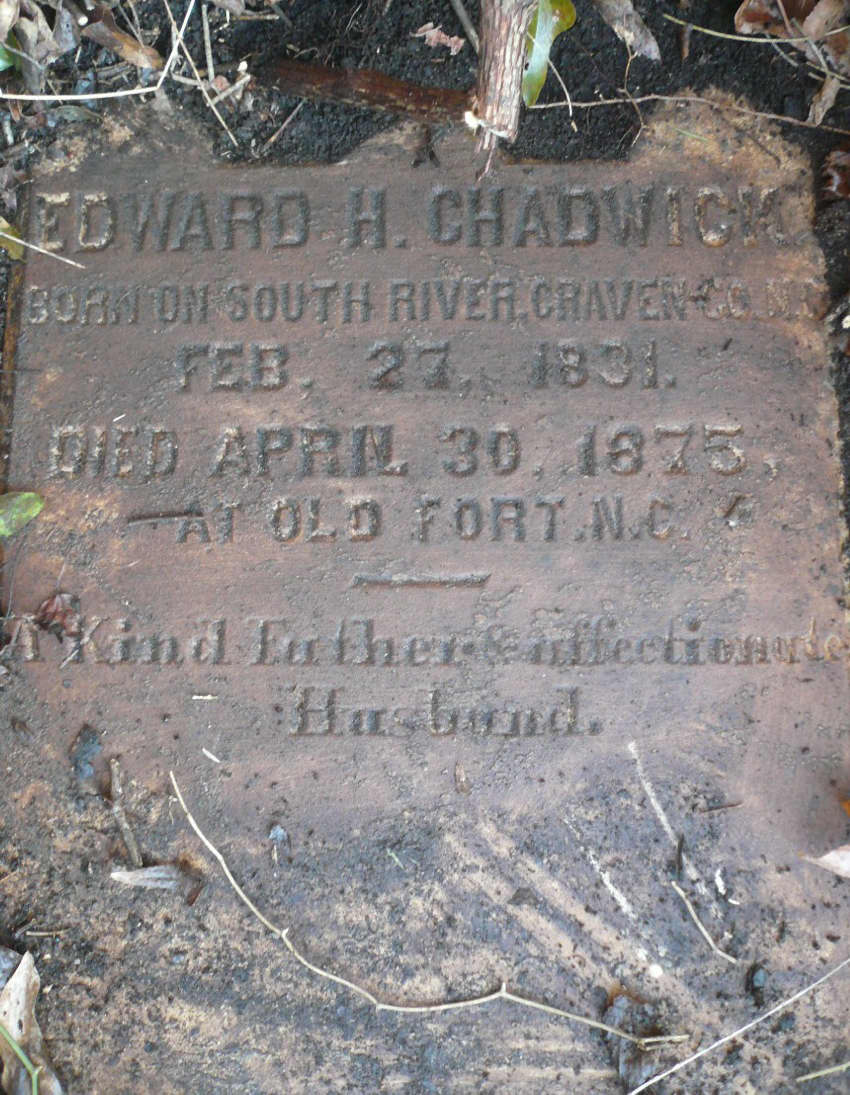 EDWARD H. CHADWICK
BORN ON SOUTH RIVER, CRAVEN CO. N.C
FEB. 27, 1831.
DIED APRIL 30, 1875,
AT OLD FORT, N.C.
A Kind Father & affectionate
Husband.